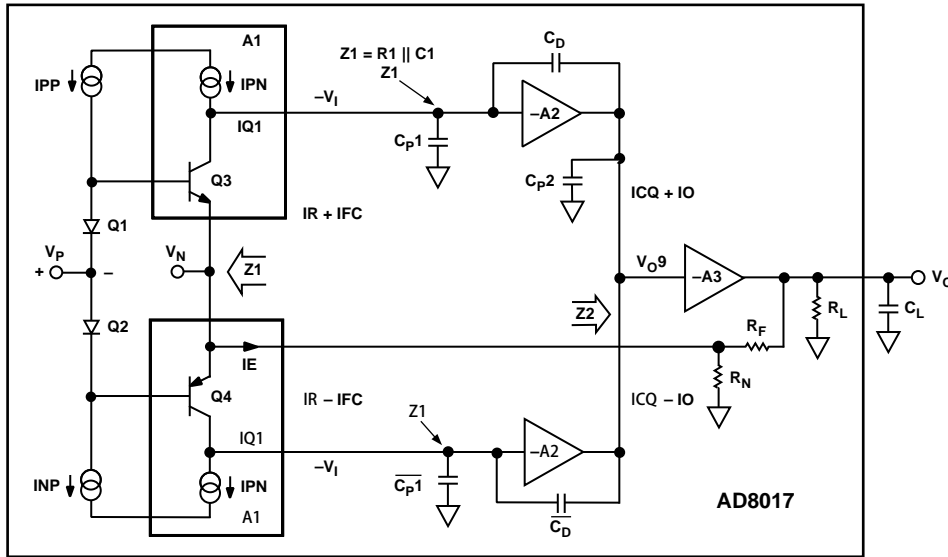 A1
Z1 = R1 || C1
Z1
CD
IPP
IPN
–VI
IQ1
–A2
CP1
Q3
CP2
ICQ + IO
IR + IFC
Q1
VP
VN
Z1
+
–
VO9
–A3
VO
Z2
RL
CL
Q2
RF
IE
RN
Q4
IR – IFC
ICQ – IO
Z1
IQ1
–VI
–A2
CP1
INP
IPN
CD
A1
AD8017